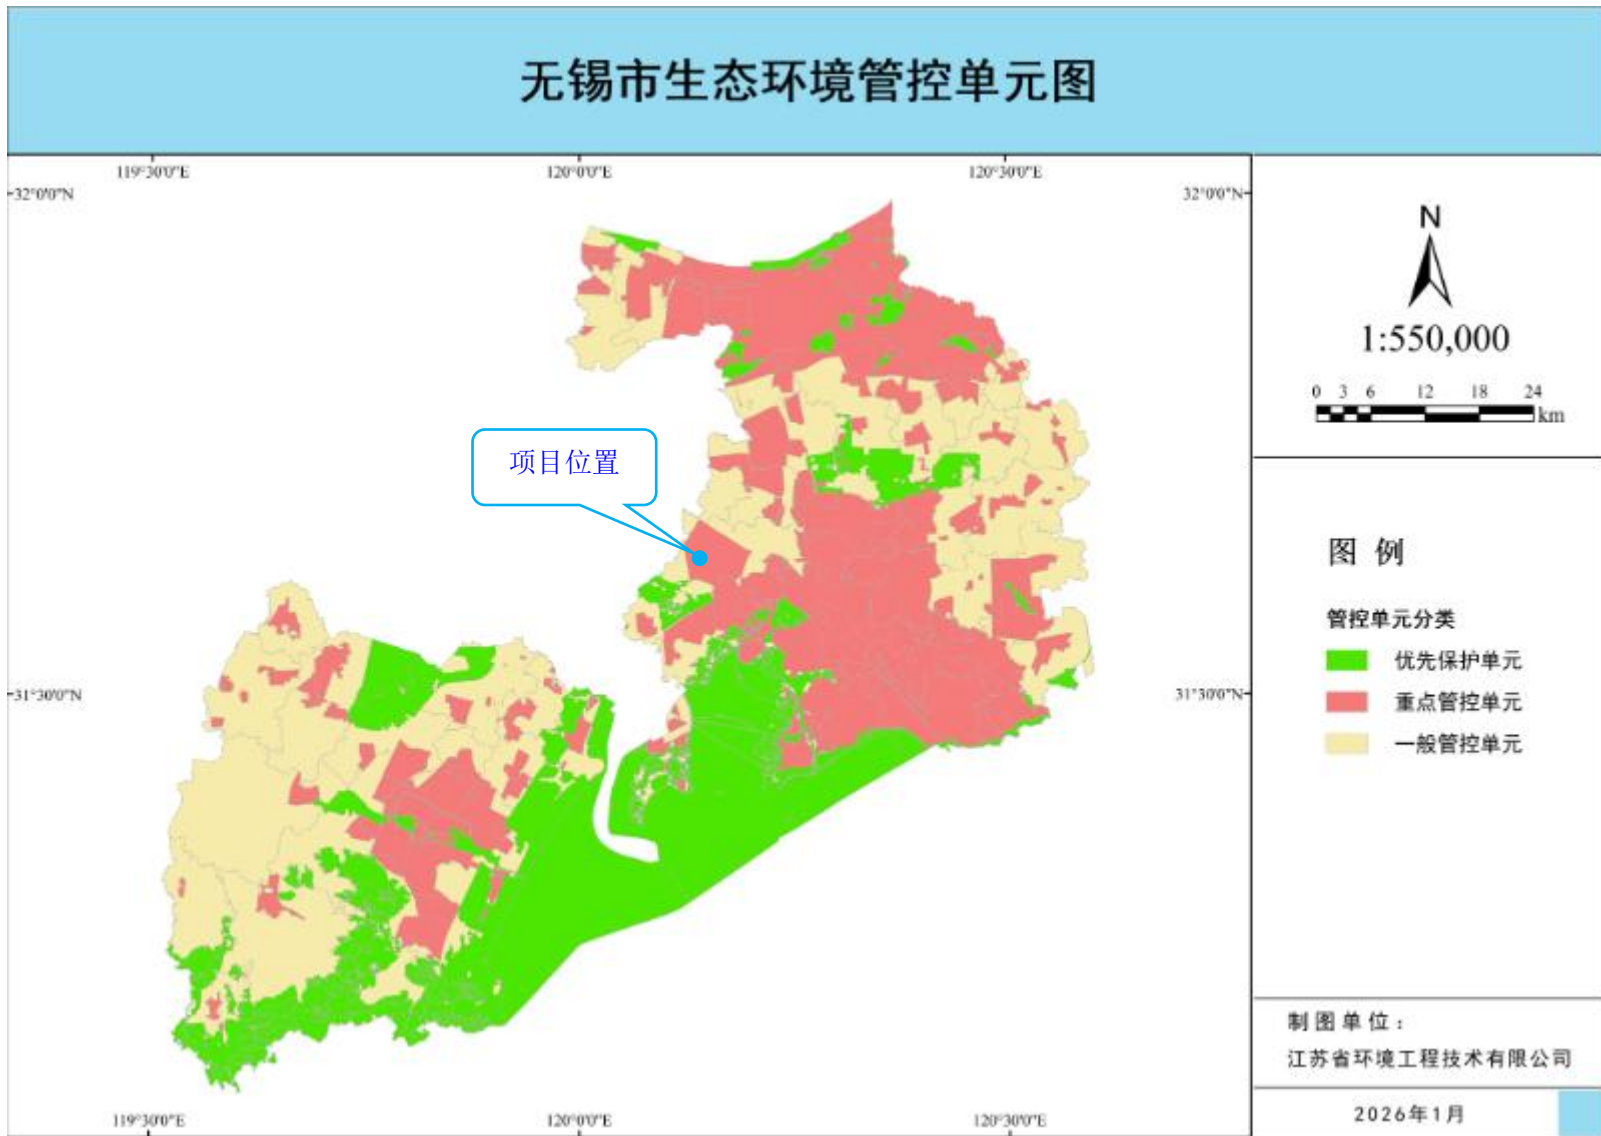 无锡市生态环境管控单元图
119°30'0"E
120°0'0"E
120°30'0"E
32°0'0"N
32°0'0"N
N
1:550,000
0 3 6 12 18 24
km
项目位置
图 例
管控单元分类
优先保护单元
重点管控单元
一般管控单元
31°30'0"N
31°30'0"N
制图单位：
江苏省环境工程技术有限公司
2026年1月
119°30'0"E
120°0'0"E
120°30'0"E